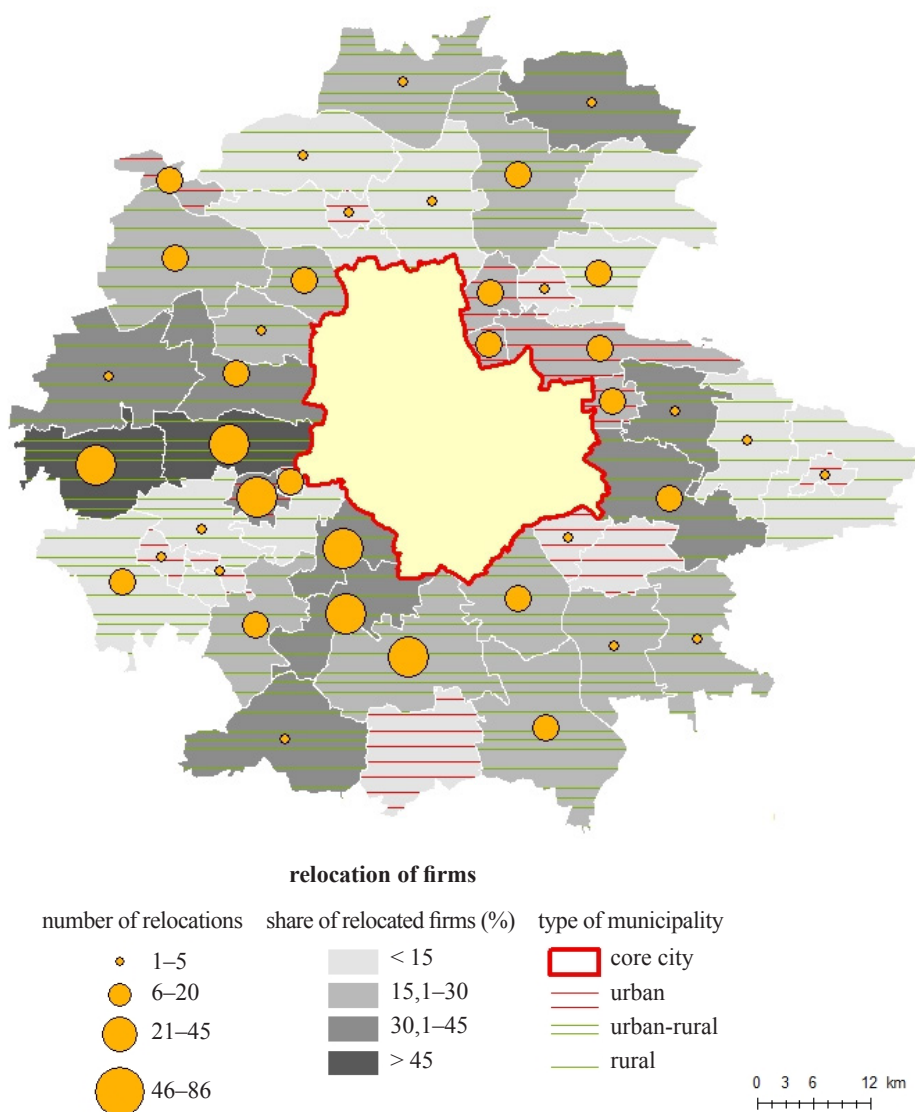 relocation of firms
number of relocations
1–5
6–20
21–45
46–86
share of relocated firms (%)
< 15
15,1–30
30,1–45
> 45
type of municipality
core city
urban
urban-rural
rural
0 3 6 12 km